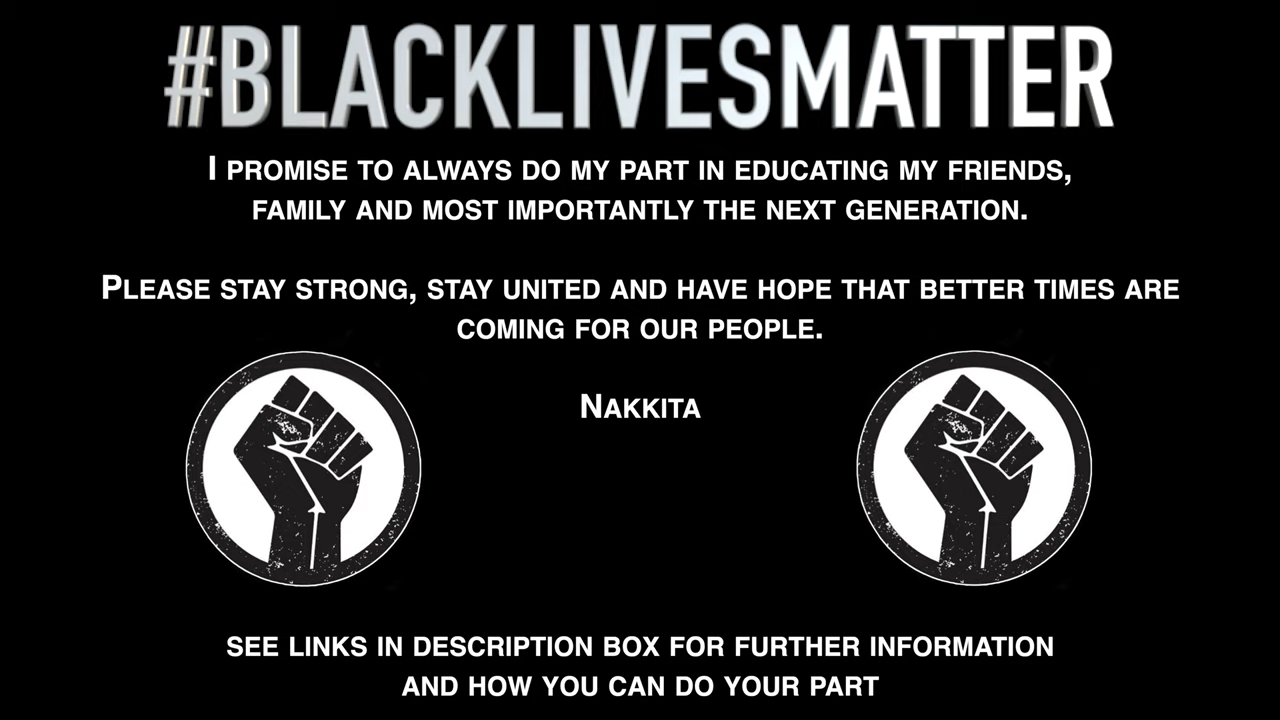 #BLACKLIVESMATTER
I PROMISE TO ALWAYS DO MY PART IN EDUCATING MY FRIENDS,
FAMILY AND MOST IMPORTANTLY THE NEXT GENERATION.
PLEASE STAY STRONG, STAY UNITED AND HAVE HOPE THAT BETTER TIMES ARE
COMING FOR OUR PEOPLE.
NAKKITA
SEE LINKS IN DESCRIPTION BOX FOR FURTHER INFORMATION
AND HOW YOU CAN DO YOUR PART